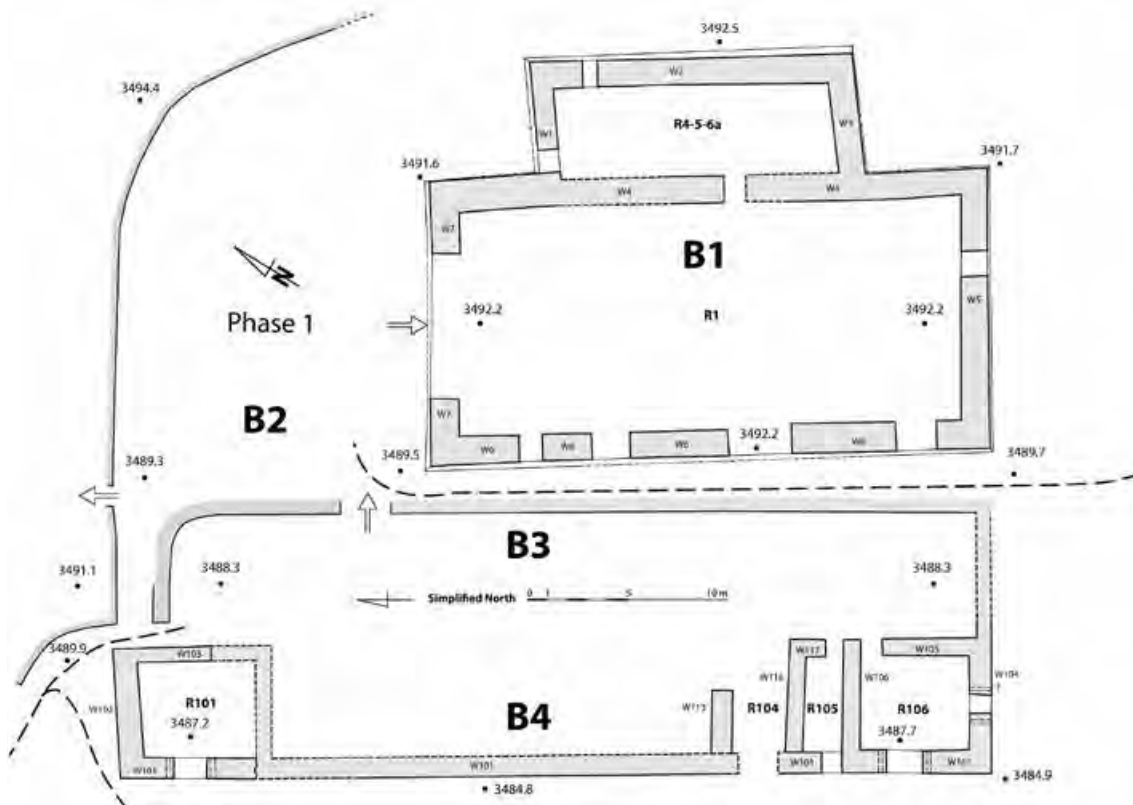 3492.5
3494.4
W2
R4-5-6a
W1
W3
3491.6
3491.7
W4
W4
W7
B1
N
3492.2
3492.2
Phase 1
R1
W5
B2
W7
3492.2
W6
W6
W6
W6
3489.3
3489.5
3489.7
B3
3491.1
3488.3
3488.3
Simplified North
0 1 5 10m
3489.9
W103
W117
W105
W102
R101
W116
W106
W104
?
3487.2
W113
R104
R105
R106
B4
3487.7
W101
W101
W101
W101
3484.8
3484.9